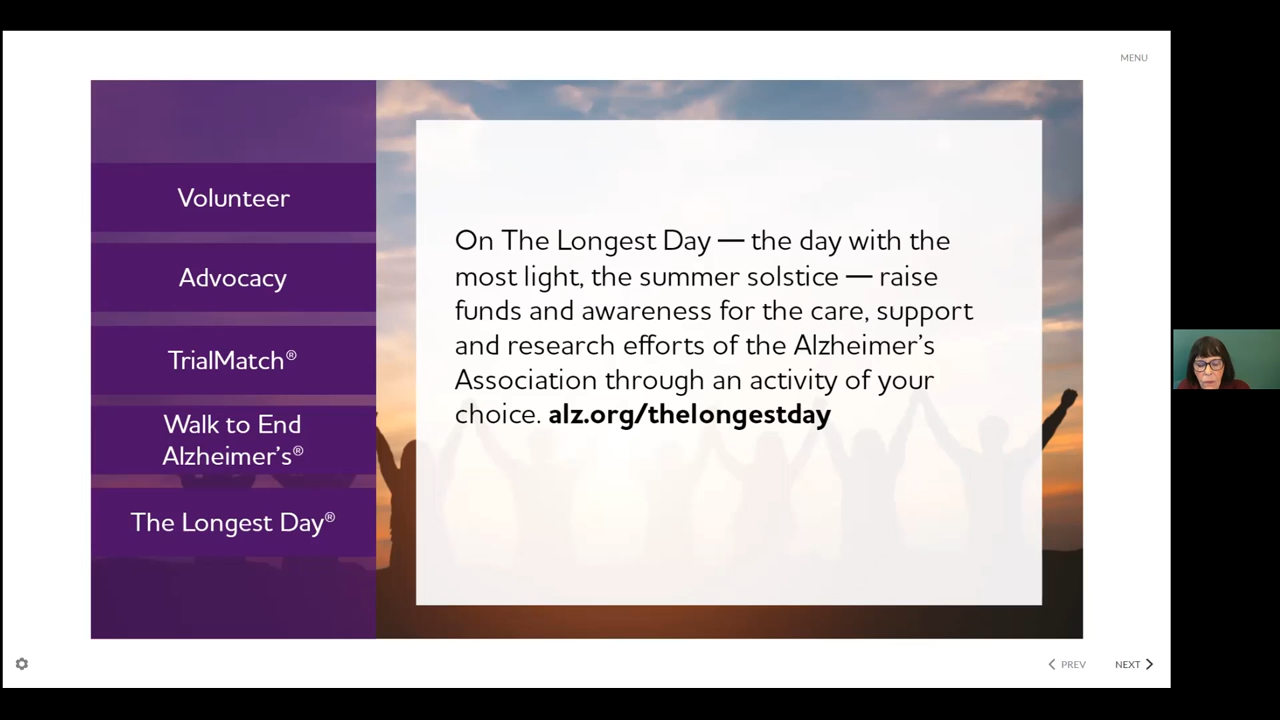 MENU
Volunteer
Advocacy
TrialMatch®
Walk to End
Alzheimer's®
The Longest Day®
On The Longest Day — the day with the
most light, the summer solstice — raise
funds and awareness for the care, support
and research efforts of the Alzheimer's
Association through an activity of your
choice. alz.org/thelongestday
PREV
NEXT